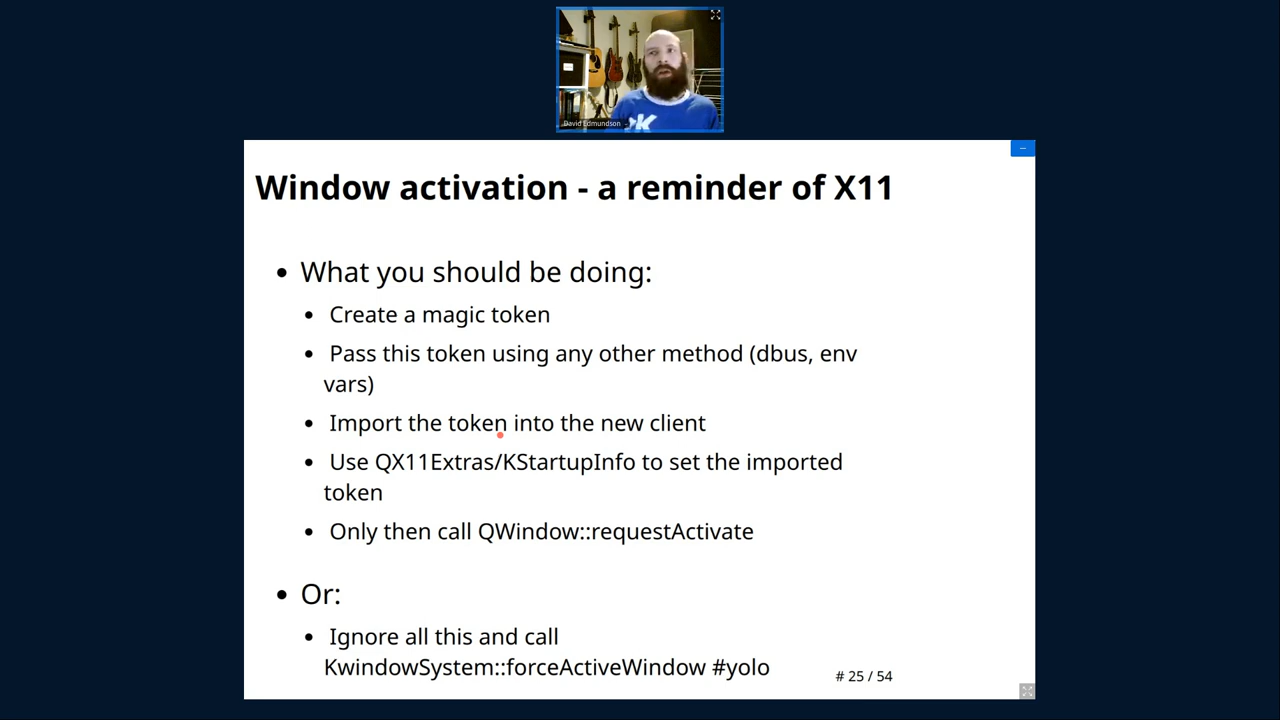 David Edmundson
Window activation - a reminder of X11
• What you should be doing:
• Create a magic token
• Pass this token using any other method (dbus, env
vars)
• Import the token into the new client
• Use QX11Extras/KStartupInfo to set the imported
token
• Only then call QWindow::requestActivate
• Or:
• Ignore all this and call
KwindowSystem::forceActiveWindow #yolo
# 25 / 54